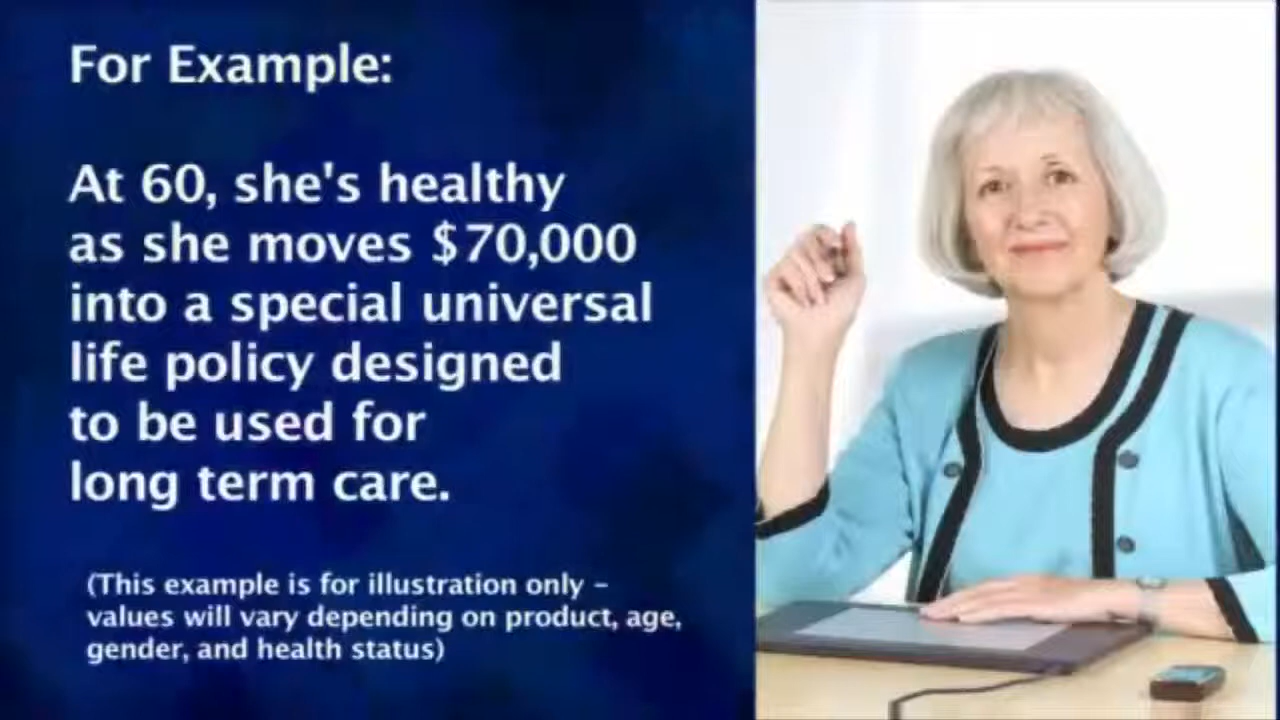 For Example:
At 60, she's healthy
as she moves $70,000
into a special universal
life policy designed
to be used for
long term care.
(This example is for illustration only –
values will vary depending on product, age,
gender, and health status)